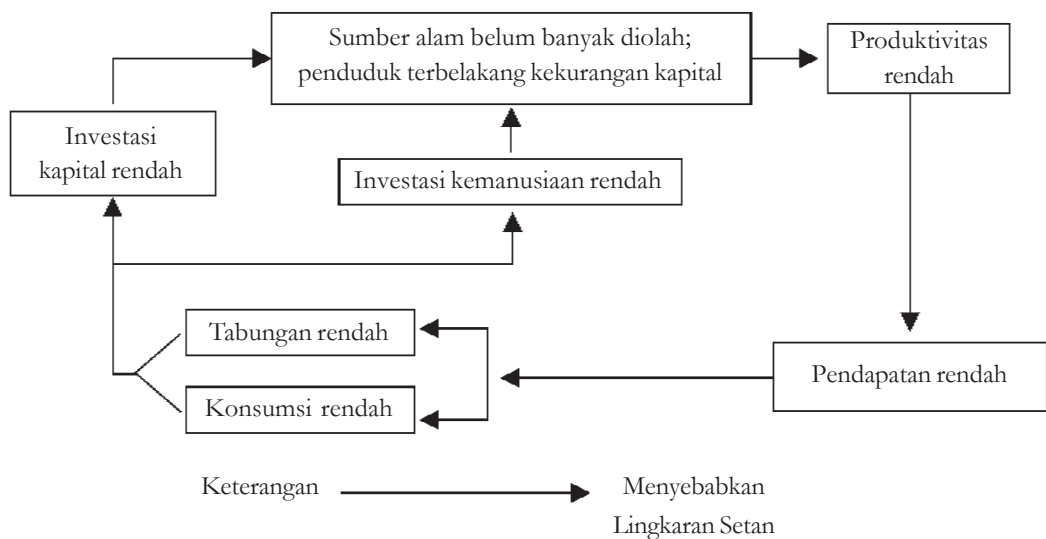 Sumber alam belum banyak diolah;
penduduk terbelakang kekurangan kapital
Produktivitas
rendah
Investasi
kapital rendah
Investasi kemanusiaan rendah
Tabungan rendah
Konsumsi rendah
Pendapatan rendah
Keterangan
Menyebabkan
Lingkaran Setan